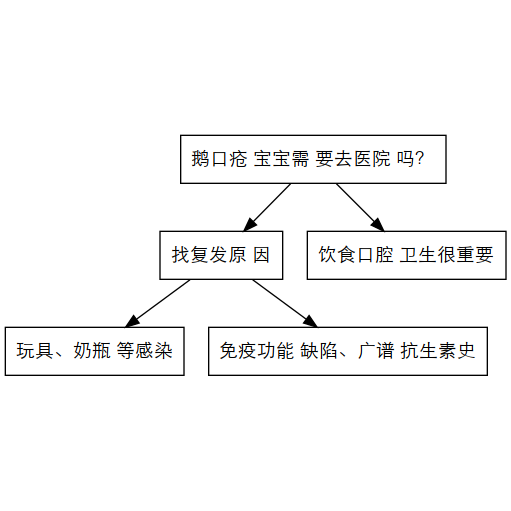 鹅口疮 宝宝需 要去医院 吗?
找复发原 因
饮食口腔 卫生很重要
玩具、奶瓶 等感染
免疫功能 缺陷、广谱 抗生素史